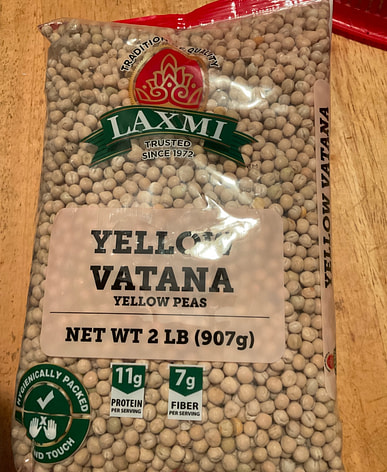 TRADITION OF QUALITY
LAXMI
TRUSTED
SINCE 1972
YELLOW
VATANA
YELLOW PEAS
NET WT 2 LB (907g)
YELLOW VATANA
11g
PROTEIN
PER SERVING
7g
FIBER
PER SERVING
HYGIENICALLY PACKED
HAND TOUCH